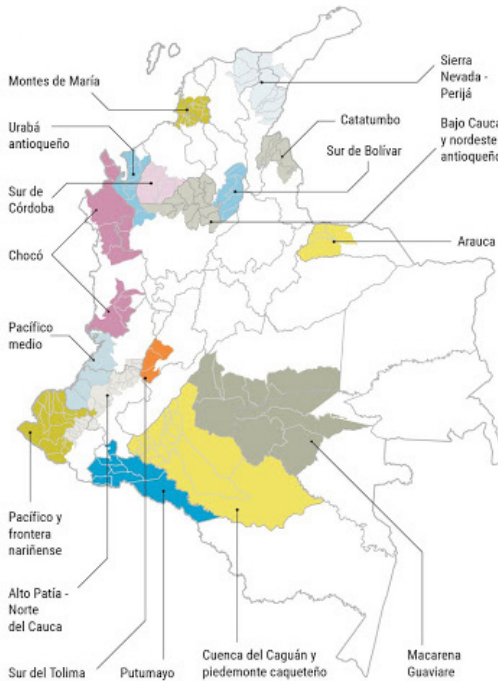 Montes de María
Sierra
Nevada -
Perijá
Urabá
antioqueño
Catatumbo
Bajo Cauca
y nordeste
antioqueño
Sur de Bolívar
Sur de
Córdoba
Chocó
Arauca
Pacífico
medio
Pacífico y
frontera
nariñense
Alto Patía -
Norte
del Cauca
Sur del Tolima
Putumayo
Cuenca del Caguán y
piedemonte caqueteño
Macarena
Guaviare